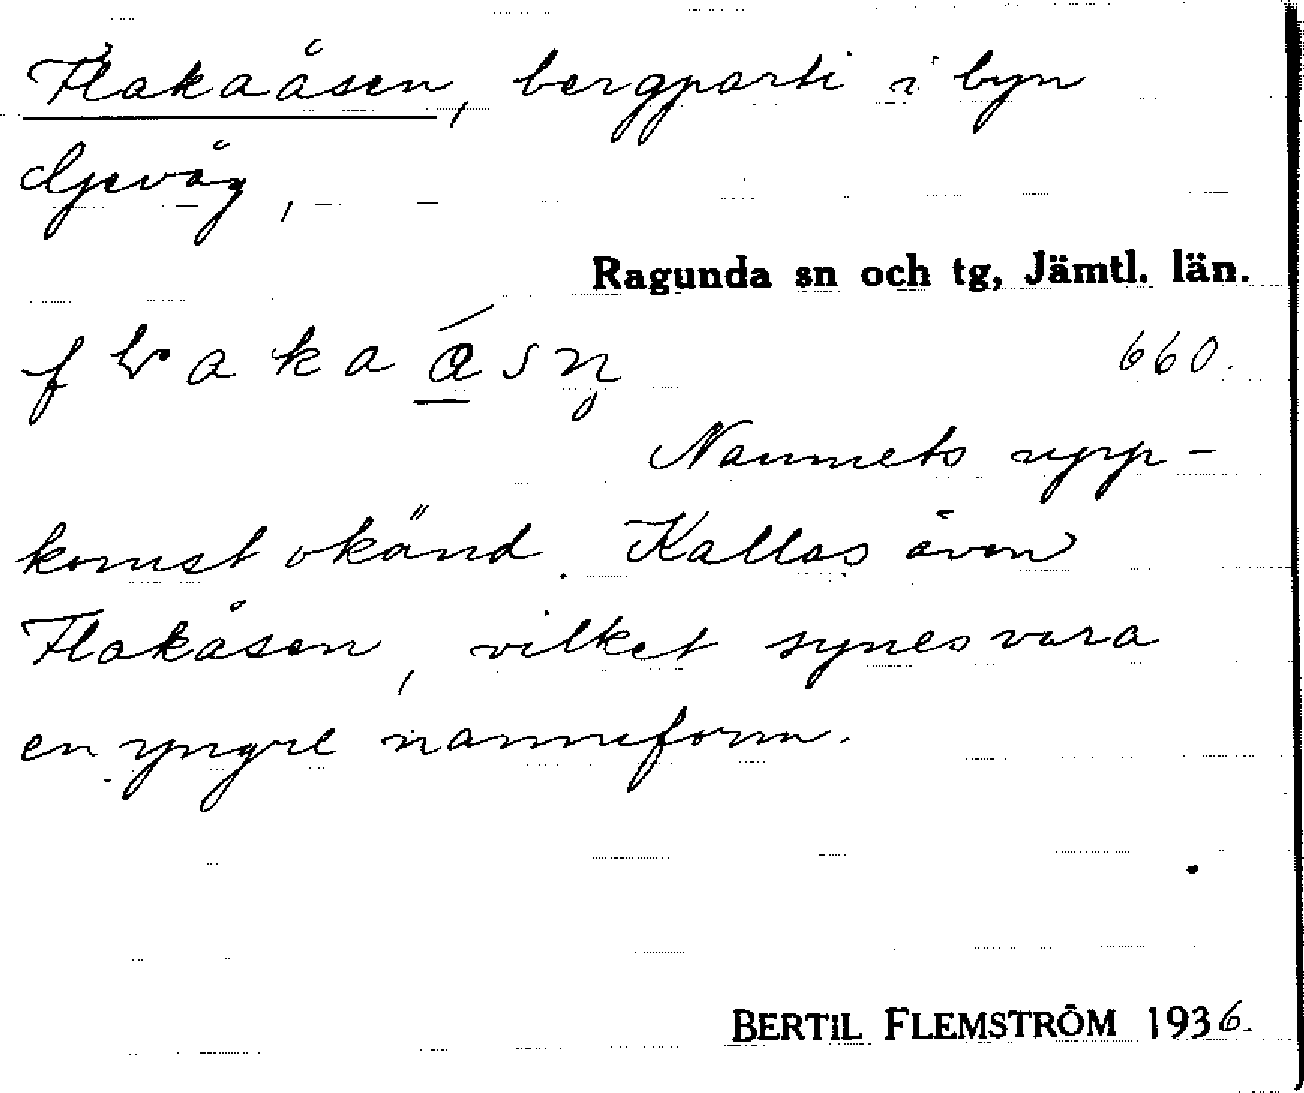 Flakaåsen, bergparti i byn
Gevåg,
Ragunda sn och tg, Jämtl. län.
660.
Namnets upp-
komst okänd. Kallas även
Flakåsen, vilket synes vara
en yngre namnform.
BERTIL FLEMSTRÖM 1936.